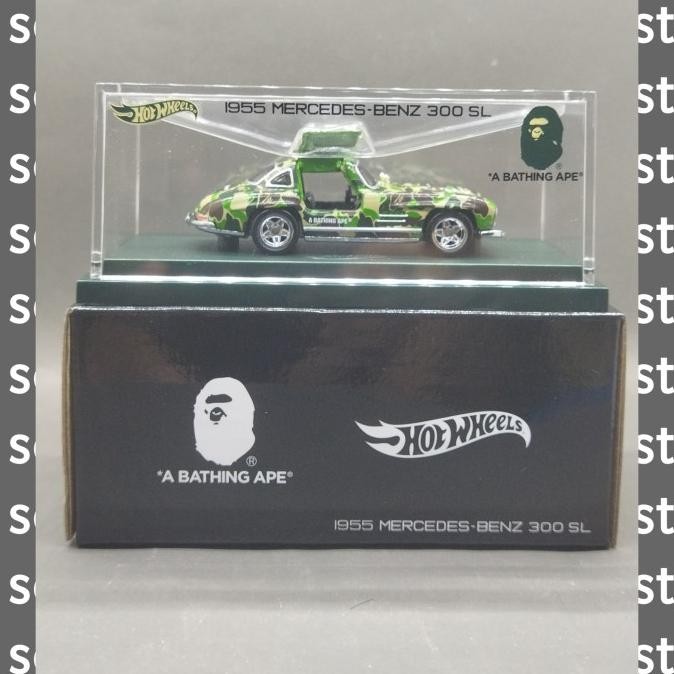 HOT WHEELS
1955 MERCEDES-BENZ 300 SL
"A BATHING APE"
A BATHING APE
®
"A BATHING APE®
HOT WHEELS
1955 MERCEDES-BENZ 300 SL